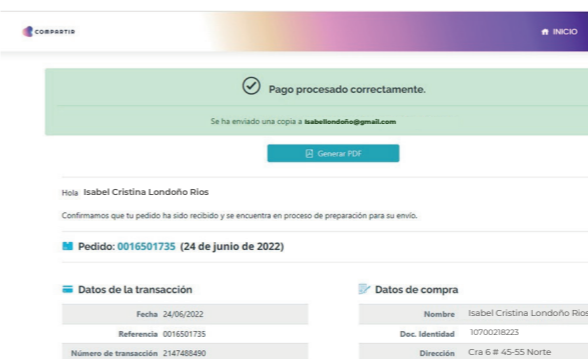 COMPARTIR
INICIO
Pago procesado correctamente.
Se ha enviado una copia a Isabellondoño@gmail.com
Generar PDF
Hola Isabel Cristina Londoño Rios
Confirmamos que tu pedido ha sido recibido y se encuentra en proceso de preparación para su envío.
Pedido: 0016501735 (24 de junio de 2022)
Datos de la transacción
Fecha 24/06/2022
Referencia 0016501735
Número de transacción 2147488490
Datos de compra
Nombre Isabel Cristina Londoño Rios
Doc. Identidad 10700218223
Dirección Cra 6 # 45-55 Norte